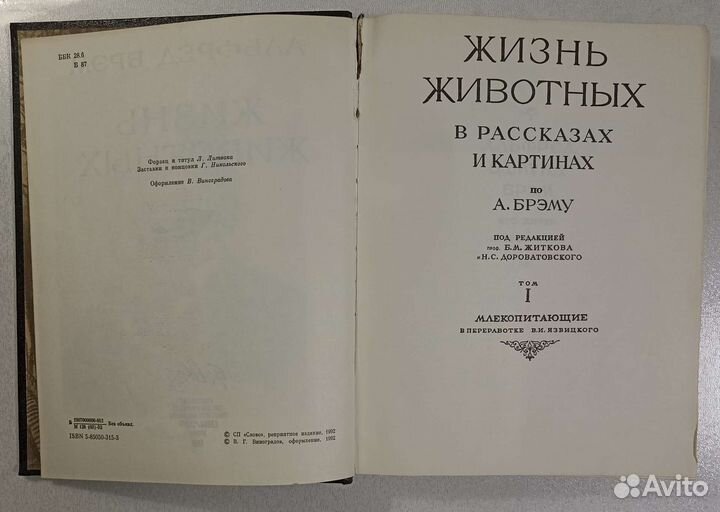 ББК 28.6
Б 87
Форзац и титул Л. Литвака
Заставки и концовки Г. Никольского
Оформление В. Виноградова
Без объявл.
ISBN 5-85050-315-3
© СП «Слово», репринтное издание, 1992
© В. Г. Виноградов, оформление, 1992
ЖИЗНЬ
ЖИВОТНЫХ
В РАССКАЗАХ
И КАРТИНАХ
ПО
А. БРЭМУ
ПОД РЕДАКЦИЕЙ
ПРОФ. Б.М. ЖИТКОВА
И Н.С. ДОРОВАТОВСКОГО
ТОМ
I
МЛЕКОПИТАЮЩИЕ
В ПЕРЕРАБОТКЕ В.И. ЯЗВИЦКОГО
Avito